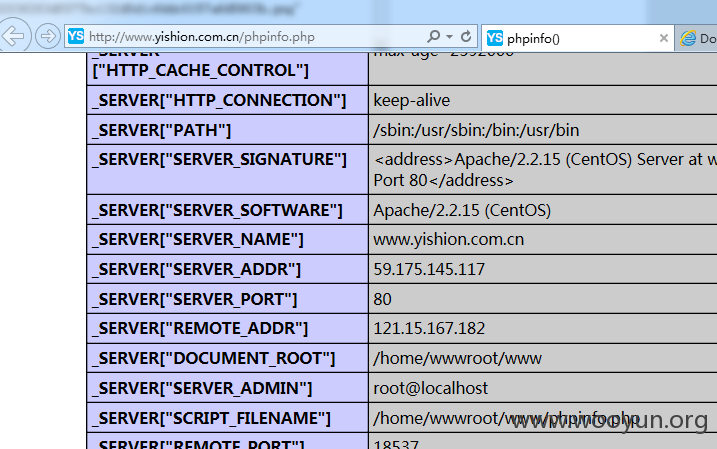 YS http://www.yishion.com.cn/phpinfo.php
YS phpinfo()
Do
_SERVER
["HTTP_CACHE_CONTROL"]
_SERVER["HTTP_CONNECTION"] keep-alive
_SERVER["PATH"] /sbin:/usr/sbin:/bin:/usr/bin
_SERVER["SERVER_SIGNATURE"] <address>Apache/2.2.15 (CentOS) Server at w
Port 80</address>
_SERVER["SERVER_SOFTWARE"] Apache/2.2.15 (CentOS)
_SERVER["SERVER_NAME"] www.yishion.com.cn
_SERVER["SERVER_ADDR"] 59.175.145.117
_SERVER["SERVER_PORT"] 80
_SERVER["REMOTE_ADDR"] 121.15.167.182
_SERVER["DOCUMENT_ROOT"] /home/wwwroot/www
_SERVER["SERVER_ADMIN"] root@localhost
_SERVER["SCRIPT_FILENAME"] /home/wwwroot/www/phpinfo.php
www.wooyun.org
_SERVER["REMOTE_PORT"] 18537